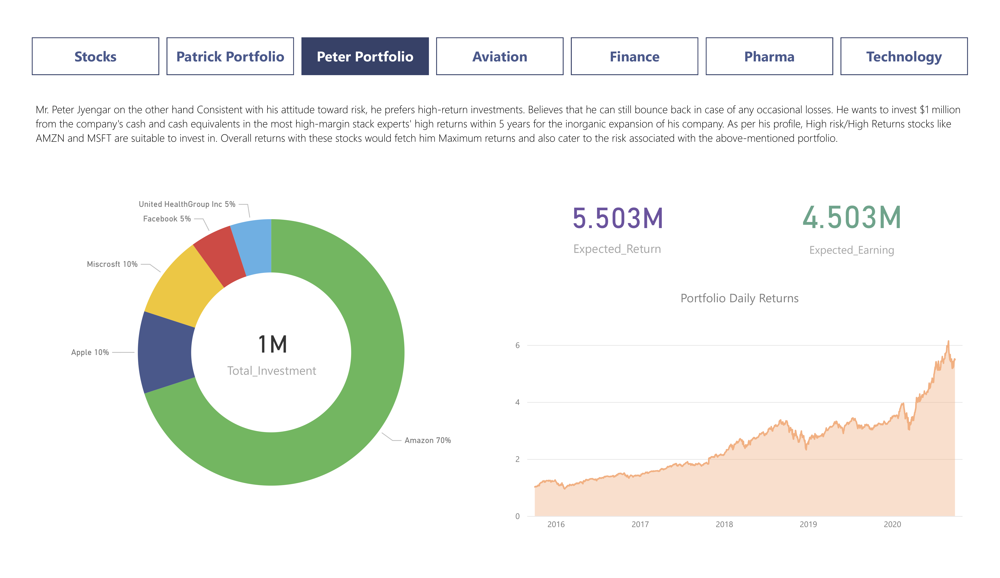 Stocks
Patrick Portfolio
Peter Portfolio
Aviation
Finance
Pharma
Technology
Mr. Peter Jyengar on the other hand Consistent with his attitude toward risk, he prefers high-return investments. Believes that he can still bounce back in case of any occasional losses. He wants to invest $1 million
from the company's cash and cash equivalents in the most high-margin stack experts' high returns within 5 years for the inorganic expansion of his company. As per his profile, High risk/High Returns stocks like
AMZN and MSFT are suitable to invest in. Overall returns with these stocks would fetch him Maximum returns and also cater to the risk associated with the above-mentioned portfolio.
United HealthGroup Inc 5%
Facebook 5%
Miscrosft 10%
Apple 10%
Amazon 70%
1M
Total_Investment
5.503M
Expected_Return
4.503M
Expected_Earning
Portfolio Daily Returns
6
4
2
0
2016
2017
2018
2019
2020